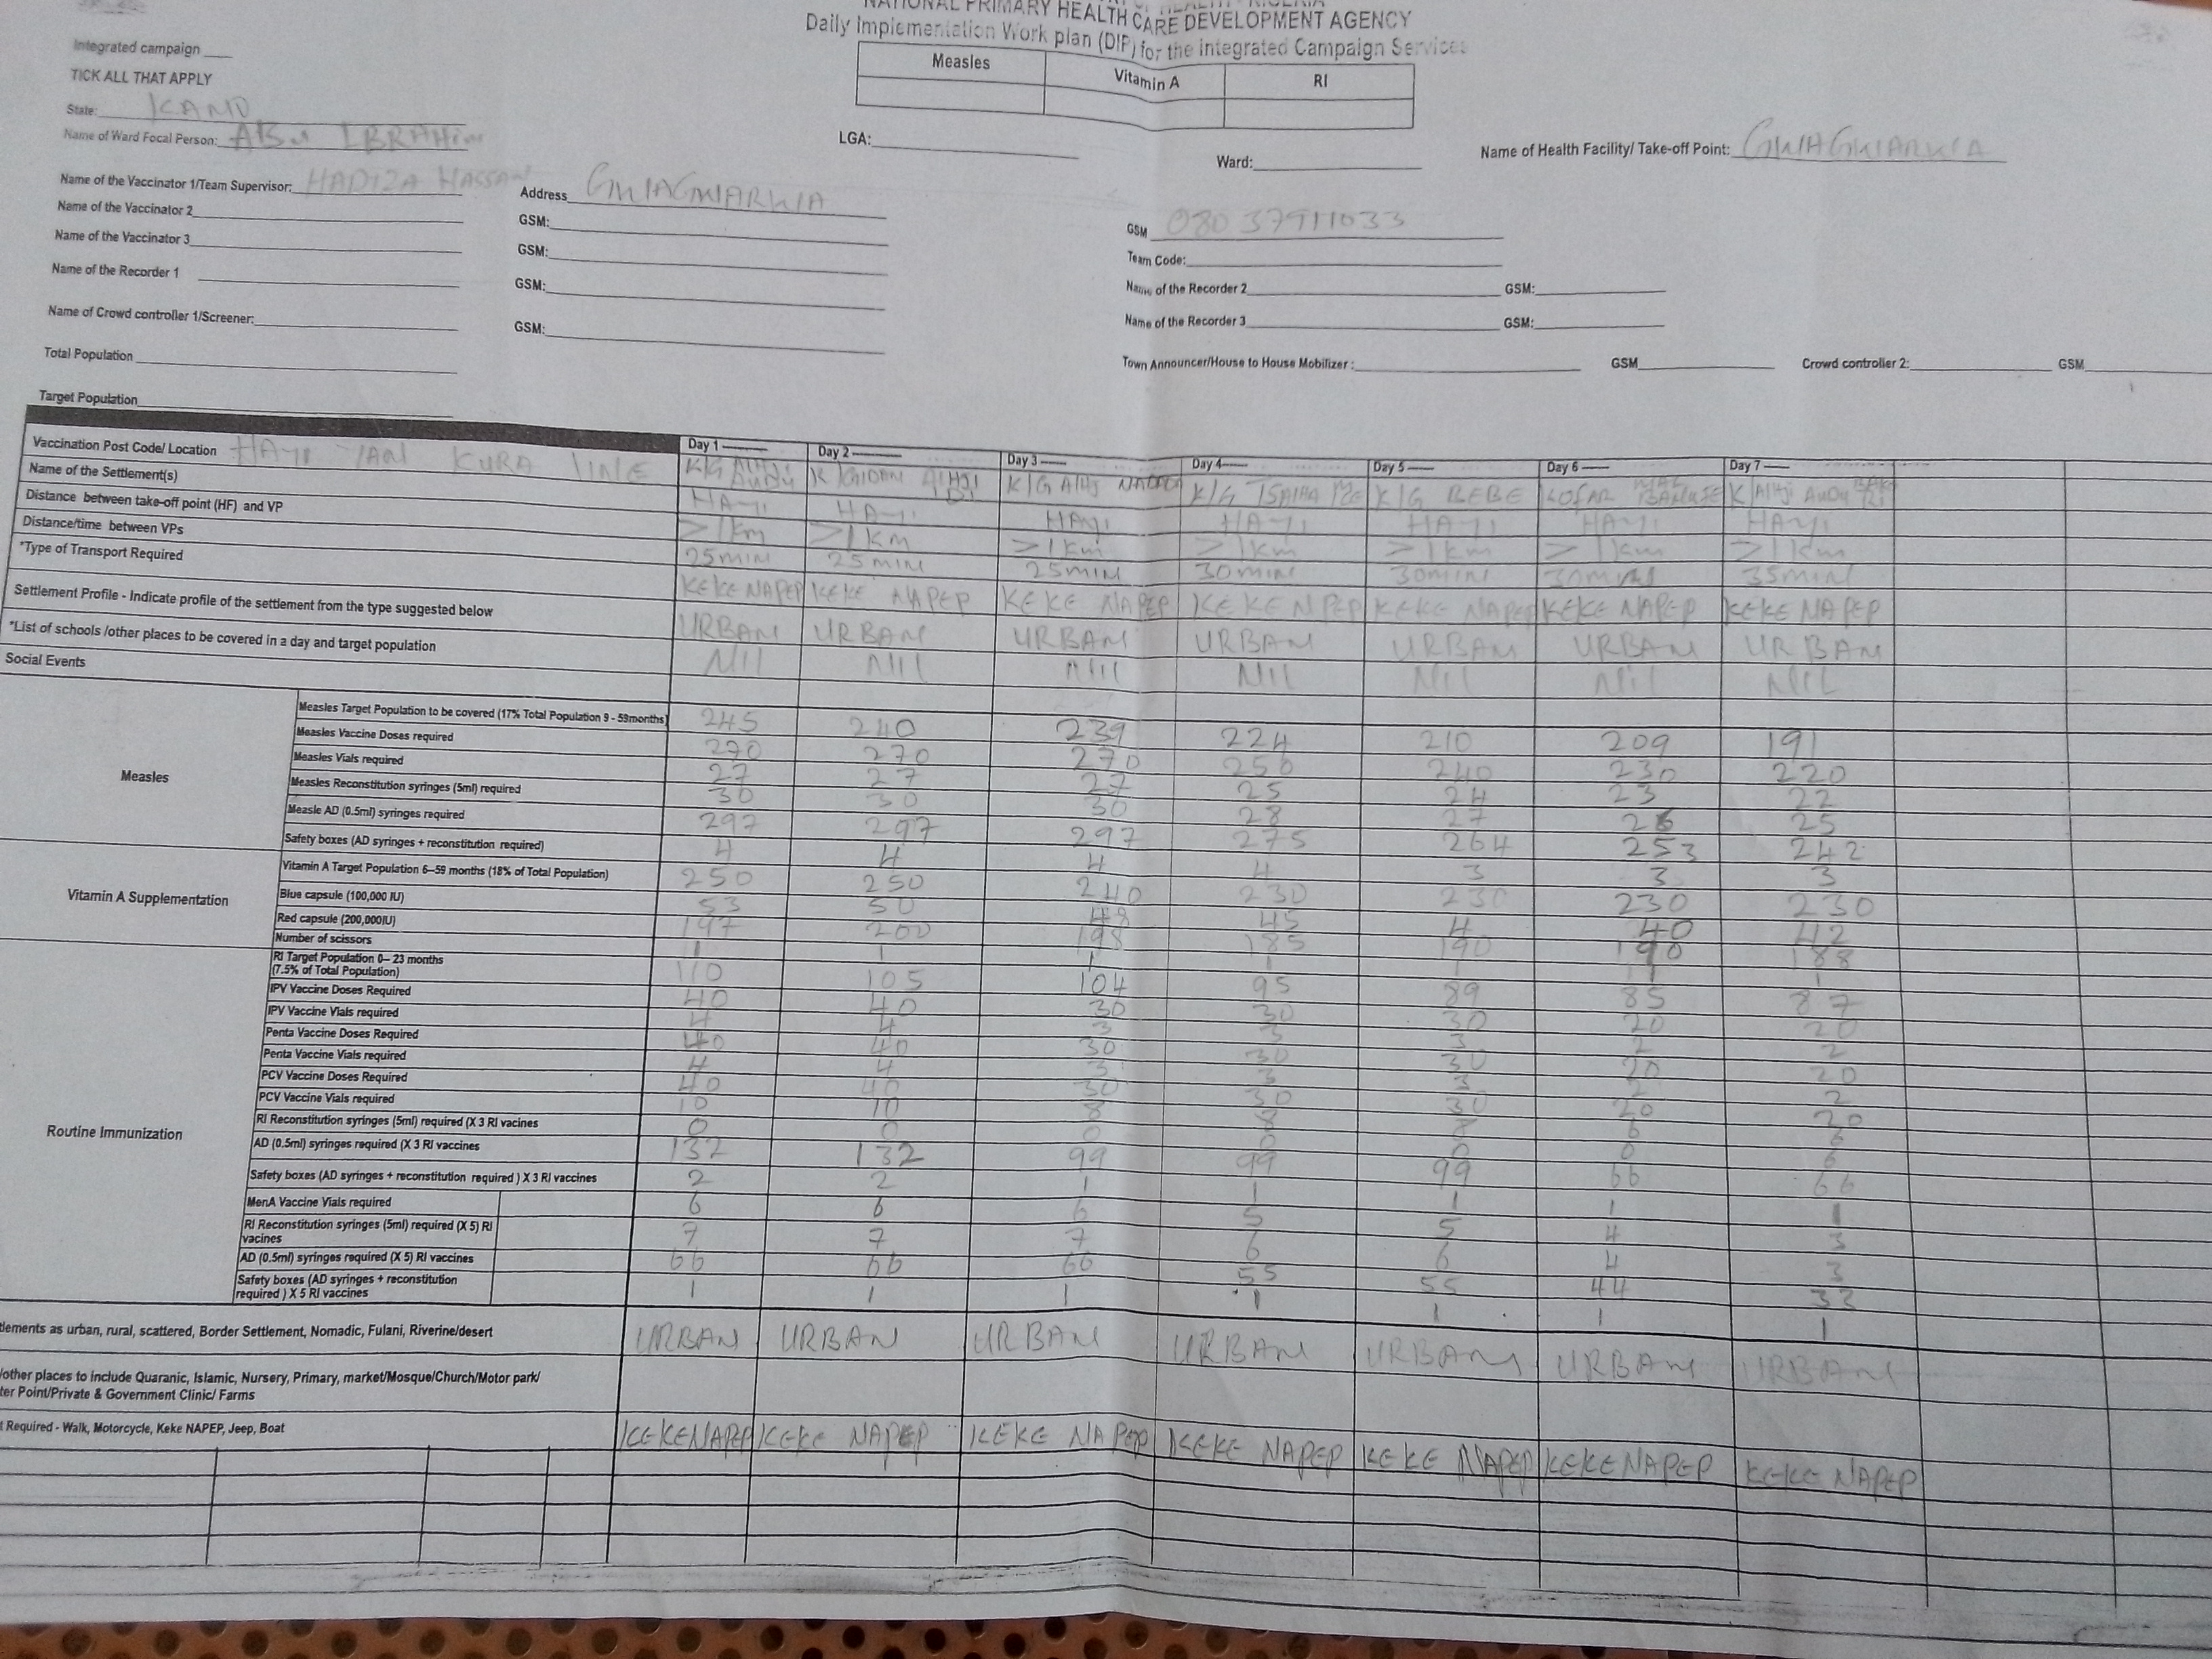 NATIONAL PRIMARY HEALTH CARE DEVELOPMENT AGENCY
Daily Implementation Work plan (DIP) for the Integrated Campaign Services
Integrated campaign
TICK ALL THAT APPLY
Measles Vitamin A RI
State: KANO
Name of Ward Focal Person: ABU IBRAHIM
LGA:
Ward:
Name of Health Facility/ Take-off Point: GWAGWARWA
Name of the Vaccinator 1/Team Supervisor: HADIZA HASSAN Address GWAGWARWA GSM 08037911033
Name of the Vaccinator 2 GSM: Team Code:
Name of the Vaccinator 3 GSM: Name of the Recorder 2 GSM:
Name of the Recorder 1 GSM: Name of the Recorder 3 GSM:
Name of Crowd controller 1/Screener: GSM: Town Announcer/House to House Mobilizer : GSM Crowd controller 2: GSM
Total Population
Target Population
Day 1 Day 2 Day 3 Day 4 Day 5 Day 6 Day 7
Vaccination Post Code/ Location HAYI YAN KURA K/G ALHJI AUDU K KGIDAN ALHJI K/G AlHJ K/G TSAIBA K/G BEBE KOFAR K/AlHJI AUDU
Name of the Settlement(s) HAYI HAYI HAYI HAYI HAYI HAYI HAYI
Distance between take-off point (HF) and VP >1km >1km >1km >1km >1km >1km >1km
Distance/time between VPs 25MIN 25MIN 25MIN 30MIN 30MIN 30MIN 35MIN
*Type of Transport Required KEKE NAPEP KEKE NAPEP KEKE NAPEP KEKE NPEP KEKE NAPEP KEKE NAPEP KEKE NAPEP
Settlement Profile - Indicate profile of the settlement from the type suggested below URBAN URBAN URBAN URBAN URBAN URBAN URBAN
*List of schools /other places to be covered in a day and target population Nil Nil Nil Nil Nil Nil Nil
Social Events
Measles
Measles Target Population to be covered (17% Total Population 9 - 59months) 245 240 239 224 210 209 191
Measles Vaccine Doses required 270 270 270 250 240 230 220
Measles Vials required 27 27 27 25 24 23 22
Measles Reconstitution syringes (5ml) required 30 30 30 28 27 26 25
Measle AD (0.5ml) syringes required 297 297 297 275 264 253 242
Safety boxes (AD syringes + reconstitution required) 4 4 4 4 3 3 3
Vitamin A Supplementation
Vitamin A Target Population 6–59 months (18% of Total Population) 250 250 240 230 230 230 230
Blue capsule (100,000 IU) 53 50 48 45 4 40 42
Red capsule (200,000IU) 197 200 198 185 190 190 188
Number of scissors 1 1 1 1 1 1 1
Routine Immunization
RI Target Population 0– 23 months (7.5% of Total Population) 110 105 104 95 89 85 87
IPV Vaccine Doses Required 40 40 30 30 30 20 20
IPV Vaccine Vials required 4 4 3 3 3 2 2
Penta Vaccine Doses Required 40 40 30 30 30 20 20
Penta Vaccine Vials required 4 4 3 3 3 2 2
PCV Vaccine Doses Required 40 40 30 30 30 20 20
PCV Vaccine Vials required 10 10 8 8 8 6 6
RI Reconstitution syringes (5ml) required (X 3 RI vacines 0 0 0 0 0 0 6
AD (0.5ml) syringes required (X 3 RI vaccines 132 132 99 99 99 66 66
Safety boxes (AD syringes + reconstitution required ) X 3 RI vaccines 2 2 1 1 1 1 1
MenA Vaccine Vials required 6 6 6 5 5 4 3
RI Reconstitution syringes (5ml) required (X 5) RI vacines 7 7 7 6 6 4 3
AD (0.5ml) syringes required (X 5) RI vaccines 66 66 66 55 55 44 33
Safety boxes (AD syringes + reconstitution required ) X 5 RI vaccines 1 1 1 1 1 1 1
tlements as urban, rural, scattered, Border Settlement, Nomadic, Fulani, Riverine/desert URBAN URBAN URBAN URBAN URBAN URBAN URBAN
/other places to include Quaranic, Islamic, Nursery, Primary, market/Mosque/Church/Motor park/
ter Point/Private & Government Clinic/ Farms
t Required - Walk, Motorcycle, Keke NAPEP, Jeep, Boat KEKENAPEP KEKE NAPEP KEKE NAPEP KEKE NAPEP KEKE NAPEP KEKE NAPEP KEKE NAPEP